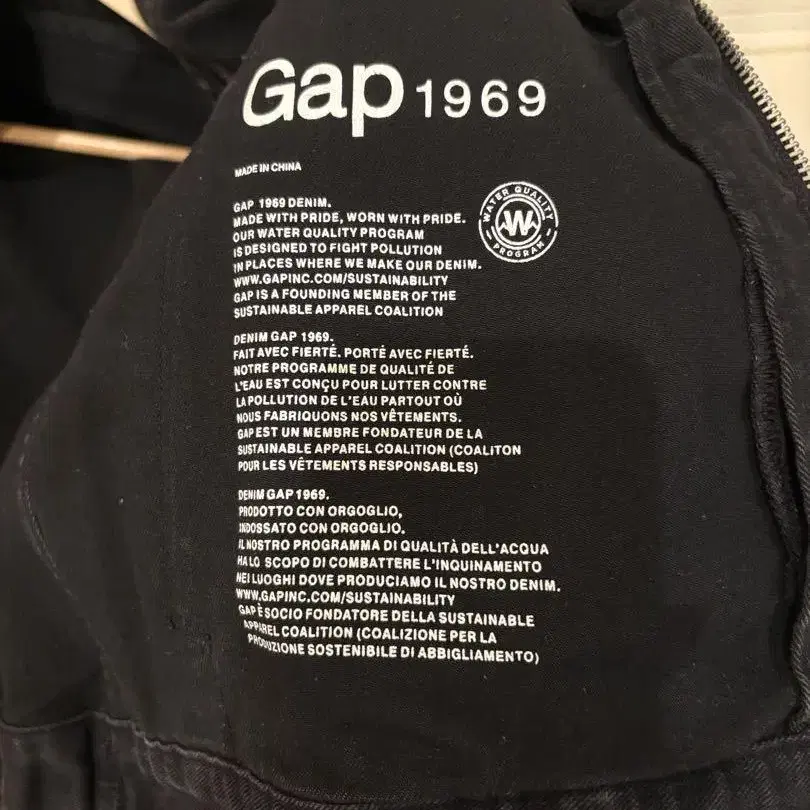 Gap 1969
MADE IN CHINA
GAP 1969 DENIM.
MADE WITH PRIDE, WORN WITH PRIDE.
OUR WATER QUALITY PROGRAM
IS DESIGNED TO FIGHT POLLUTION
IN PLACES WHERE WE MAKE OUR DENIM.
WWW.GAPINC.COM/SUSTAINABILITY
GAP IS A FOUNDING MEMBER OF THE
SUSTAINABLE APPAREL COALITION
WATER QUALITY
W
PROGRAM
DENIM GAP 1969.
FAIT AVEC FIERTÉ. PORTÉ AVEC FIERTÉ.
NOTRE PROGRAMME DE QUALITÉ DE
L'EAU EST CONÇU POUR LUTTER CONTRE
LA POLLUTION DE L'EAU PARTOUT OÙ
NOUS FABRIQUONS NOS VÊTEMENTS.
GAP EST UN MEMBRE FONDATEUR DE LA
SUSTAINABLE APPAREL COALITION (COALITON
POUR LES VÊTEMENTS RESPONSABLES)
DENIM GAP 1969.
PRODOTTO CON ORGOGLIO,
INDOSSATO CON ORGOGLIO.
IL NOSTRO PROGRAMMA DI QUALITÀ DELL'ACQUA
HA LO SCOPO DI COMBATTERE L'INQUINAMENTO
NEI LUOGHI DOVE PRODUCIAMO IL NOSTRO DENIM.
WWW.GAPINC.COM/SUSTAINABILITY
GAP È SOCIO FONDATORE DELLA SUSTAINABLE
APPAREL COALITION (COALIZIONE PER LA
PRODUZIONE SOSTENIBILE DI ABBIGLIAMENTO)